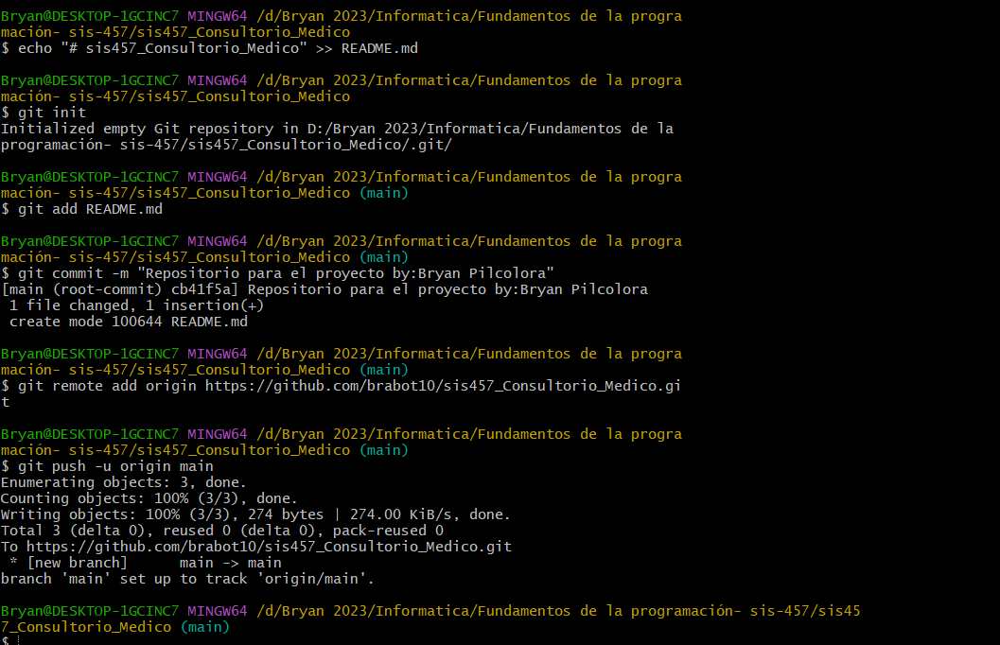 Bryan@DESKTOP-1GCINC7 MINGW64 /d/Bryan 2023/Informatica/Fundamentos de la progra
mación- sis-457/sis457_Consultorio_Medico
$ echo "# sis457_Consultorio_Medico" >> README.md
Bryan@DESKTOP-1GCINC7 MINGW64 /d/Bryan 2023/Informatica/Fundamentos de la progra
mación- sis-457/sis457_Consultorio_Medico
$ git init
Initialized empty Git repository in D:/Bryan 2023/Informatica/Fundamentos de la
programación- sis-457/sis457_Consultorio_Medico/.git/
Bryan@DESKTOP-1GCINC7 MINGW64 /d/Bryan 2023/Informatica/Fundamentos de la progra
mación- sis-457/sis457_Consultorio_Medico (main)
$ git add README.md
Bryan@DESKTOP-1GCINC7 MINGW64 /d/Bryan 2023/Informatica/Fundamentos de la progra
mación- sis-457/sis457_Consultorio_Medico (main)
$ git commit -m "Repositorio para el proyecto by:Bryan Pilcolora"
[main (root-commit) cb41f5a] Repositorio para el proyecto by:Bryan Pilcolora
 1 file changed, 1 insertion(+)
 create mode 100644 README.md
Bryan@DESKTOP-1GCINC7 MINGW64 /d/Bryan 2023/Informatica/Fundamentos de la progra
mación- sis-457/sis457_Consultorio_Medico (main)
$ git remote add origin https://github.com/brabot10/sis457_Consultorio_Medico.gi
t
Bryan@DESKTOP-1GCINC7 MINGW64 /d/Bryan 2023/Informatica/Fundamentos de la progra
mación- sis-457/sis457_Consultorio_Medico (main)
$ git push -u origin main
Enumerating objects: 3, done.
Counting objects: 100% (3/3), done.
Writing objects: 100% (3/3), 274 bytes | 274.00 KiB/s, done.
Total 3 (delta 0), reused 0 (delta 0), pack-reused 0
To https://github.com/brabot10/sis457_Consultorio_Medico.git
 * [new branch]      main -> main
branch 'main' set up to track 'origin/main'.
Bryan@DESKTOP-1GCINC7 MINGW64 /d/Bryan 2023/Informatica/Fundamentos de la programación- sis-457/sis45
7_Consultorio_Medico (main)
$